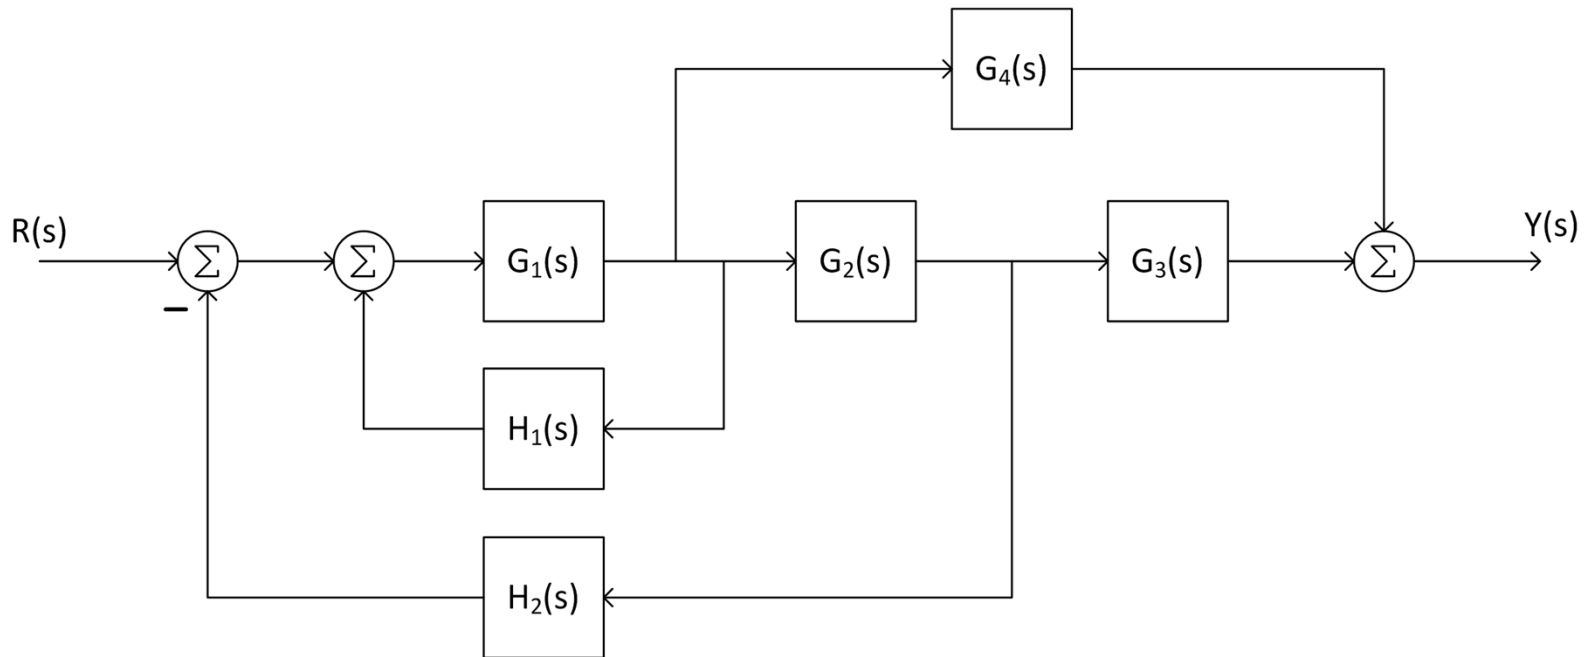 G₄(s)
R(s)
Σ
Σ
G₁(s)
G₂(s)
G₃(s)
Σ
Y(s)
−
H₁(s)
H₂(s)